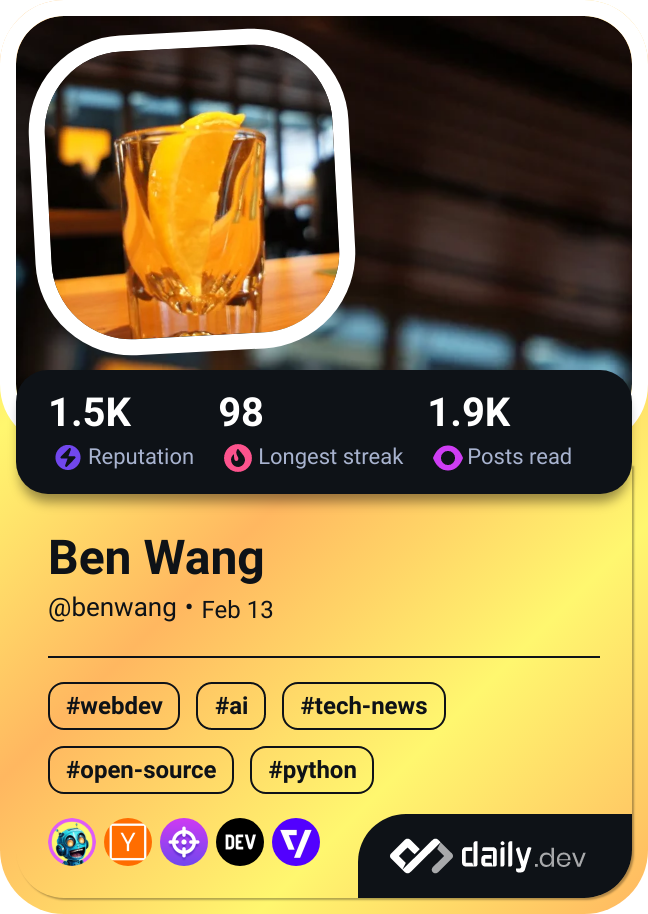 1.5K 98 1.9K
Reputation Longest streak Posts read
Ben Wang
@benwang • Feb 13
#webdev #ai #tech-news
#open-source #python
Y DEV
daily.dev